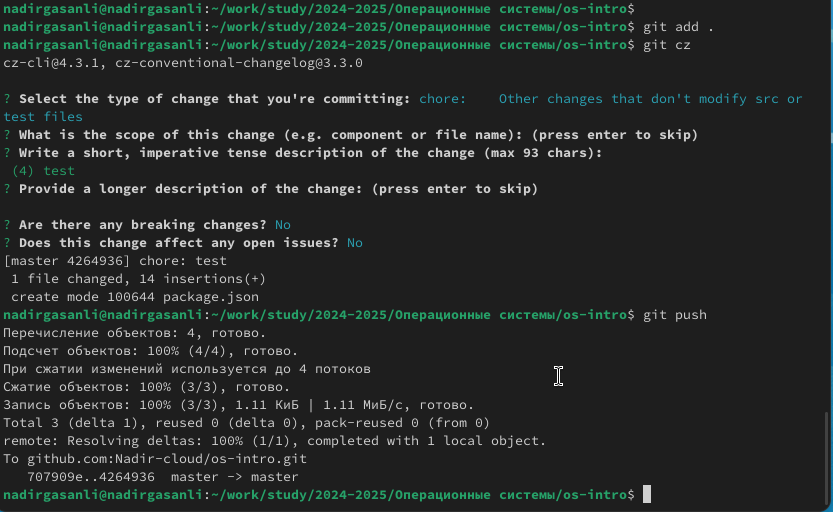 nadirgasanli@nadirgasanli:~/work/study/2024-2025/Операционные системы/os-intro$
nadirgasanli@nadirgasanli:~/work/study/2024-2025/Операционные системы/os-intro$ git add .
nadirgasanli@nadirgasanli:~/work/study/2024-2025/Операционные системы/os-intro$ git cz
cz-cli@4.3.1, cz-conventional-changelog@3.3.0
? Select the type of change that you're committing: chore:    Other changes that don't modify src or
test files
? What is the scope of this change (e.g. component or file name): (press enter to skip)
? Write a short, imperative tense description of the change (max 93 chars):
 (4) test
? Provide a longer description of the change: (press enter to skip)
? Are there any breaking changes? No
? Does this change affect any open issues? No
[master 4264936] chore: test
 1 file changed, 14 insertions(+)
 create mode 100644 package.json
nadirgasanli@nadirgasanli:~/work/study/2024-2025/Операционные системы/os-intro$ git push
Перечисление объектов: 4, готово.
Подсчет объектов: 100% (4/4), готово.
При сжатии изменений используется до 4 потоков
Сжатие объектов: 100% (3/3), готово.
Запись объектов: 100% (3/3), 1.11 КиБ | 1.11 МиБ/с, готово.
Total 3 (delta 1), reused 0 (delta 0), pack-reused 0 (from 0)
remote: Resolving deltas: 100% (1/1), completed with 1 local object.
To github.com:Nadir-cloud/os-intro.git
   707909e..4264936  master -> master
nadirgasanli@nadirgasanli:~/work/study/2024-2025/Операционные системы/os-intro$